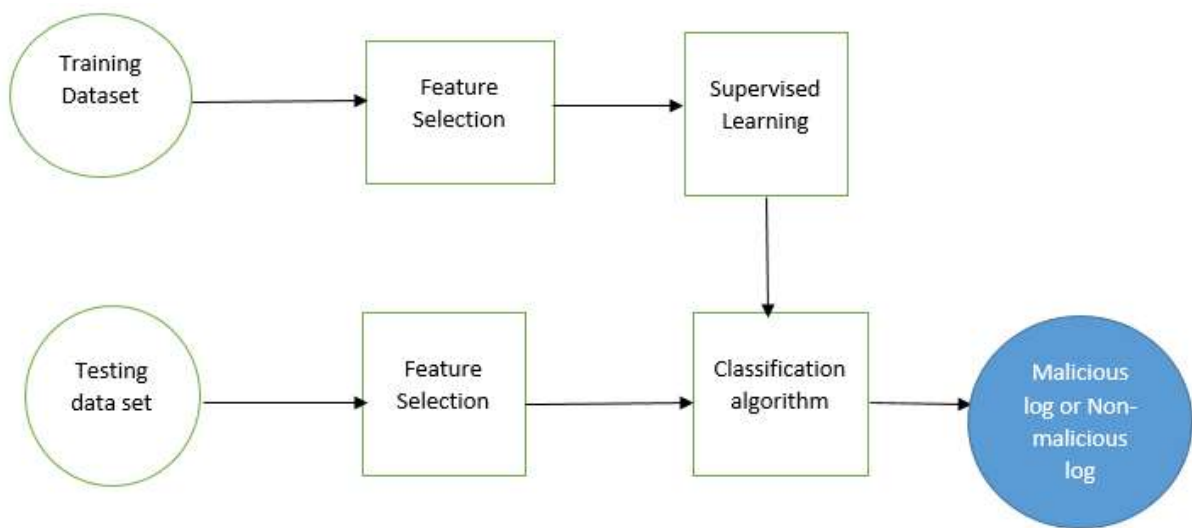 Training
Dataset
Feature
Selection
Supervised
Learning
Testing
data set
Feature
Selection
Classification
algorithm
Malicious
log or Non-
malicious
log